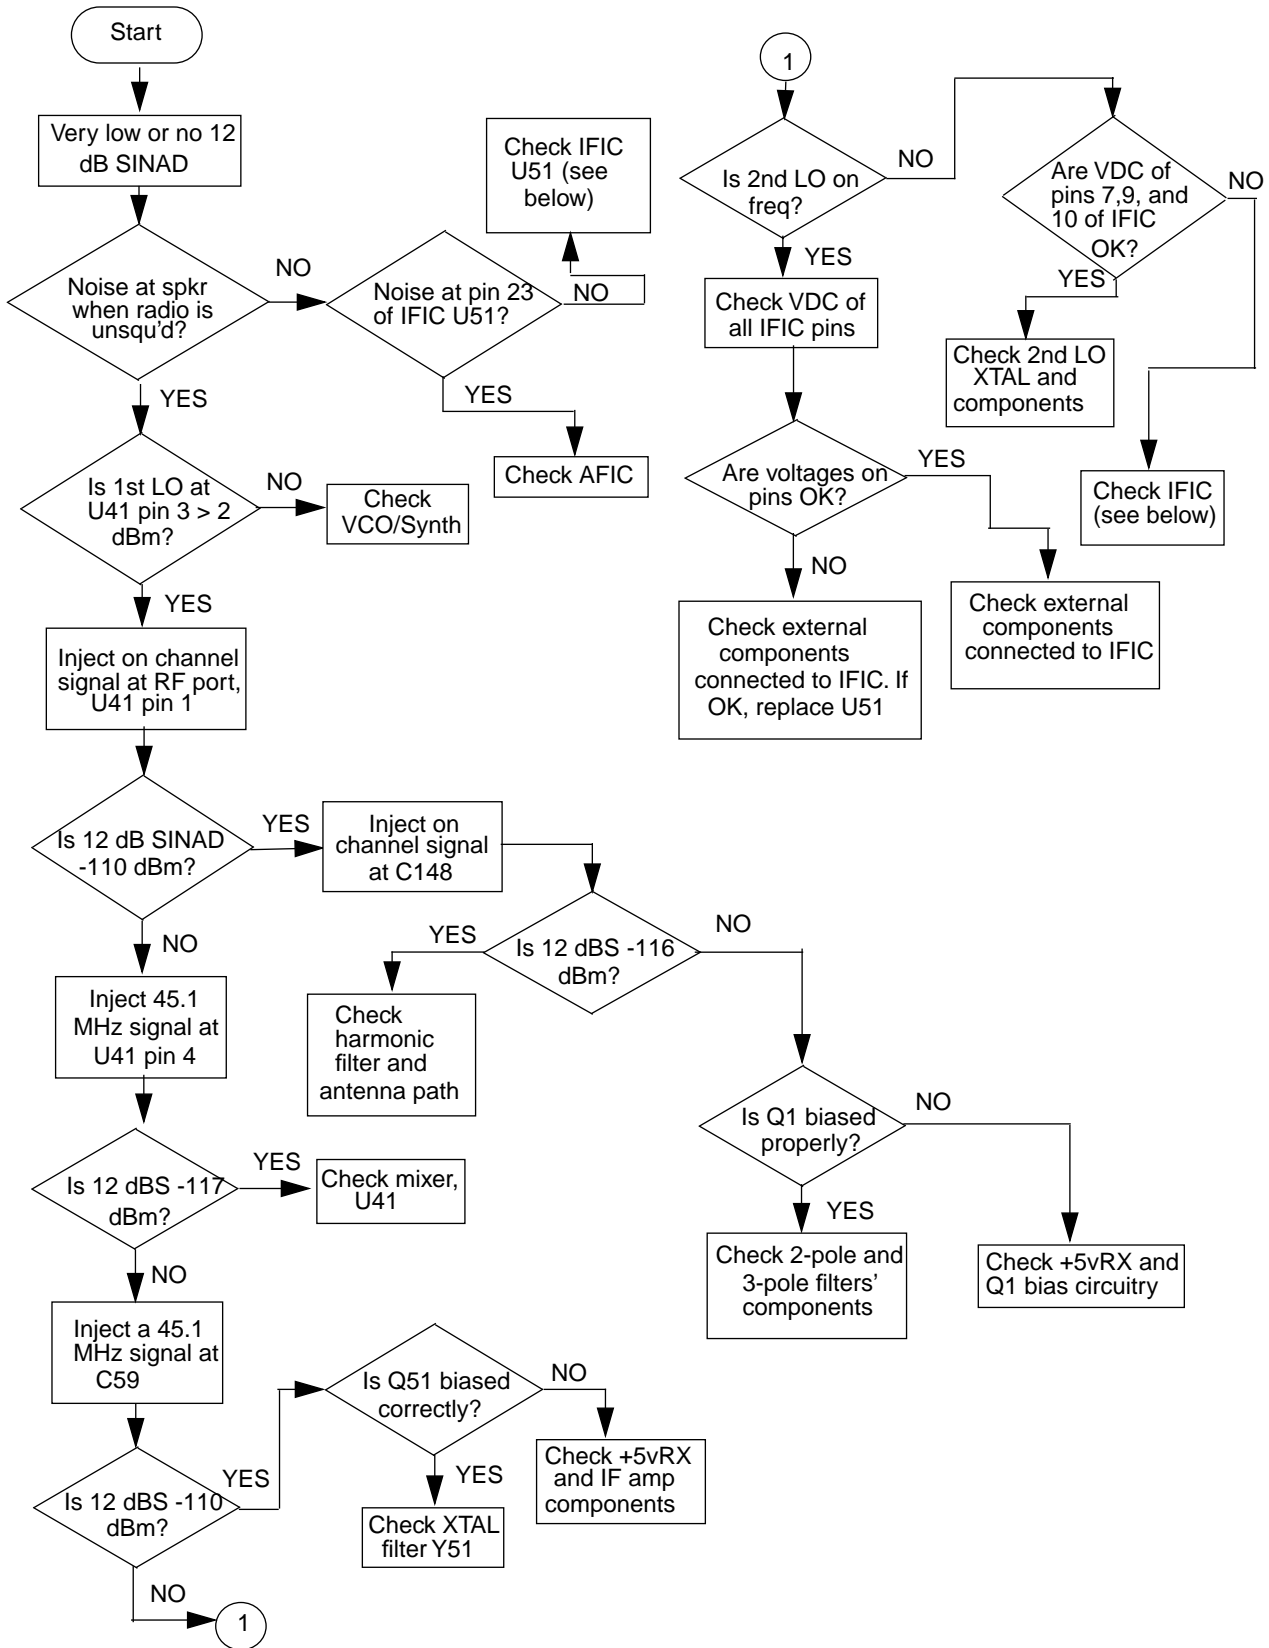 Start
Very low or no 12
dB SINAD
Noise at spkr
when radio is
unsqu'd?
NO
Noise at pin 23
of IFIC U51?
NO
Check IFIC
U51 (see
below)
YES
Check AFIC
YES
Is 1st LO at
U41 pin 3 > 2
dBm?
NO
Check
VCO/Synth
YES
Inject on channel
signal at RF port,
U41 pin 1
Is 12 dB SINAD
-110 dBm?
YES
Inject on
channel signal
at C148
Is 12 dBS -116
dBm?
YES
Check
harmonic
filter and
antenna path
NO
Is Q1 biased
properly?
NO
Check +5vRX and
Q1 bias circuitry
YES
Check 2-pole and
3-pole filters'
components
NO
Inject 45.1
MHz signal at
U41 pin 4
Is 12 dBS -117
dBm?
YES
Check mixer,
U41
NO
Inject a 45.1
MHz signal at
C59
Is 12 dBS -110
dBm?
YES
Is Q51 biased
correctly?
NO
Check +5vRX
and IF amp
components
YES
Check XTAL
filter Y51
NO
1
1
Is 2nd LO on
freq?
NO
Are VDC of
pins 7,9, and
10 of IFIC
OK?
NO
YES
Check 2nd LO
XTAL and
components
Check IFIC
(see below)
YES
Check VDC of
all IFIC pins
Are voltages on
pins OK?
YES
Check external
components
connected to IFIC
NO
Check external
components
connected to IFIC. If
OK, replace U51